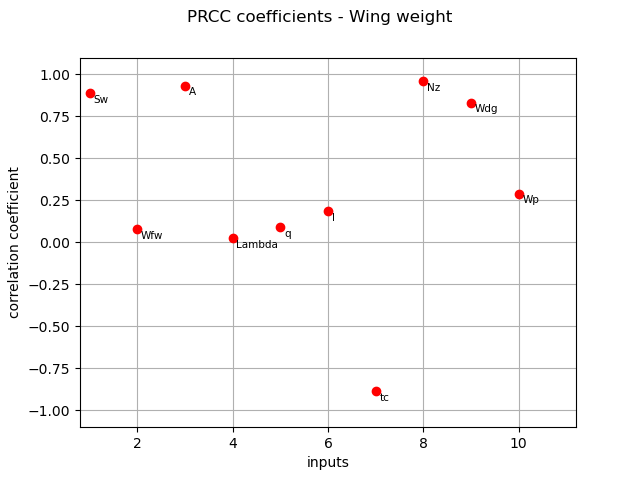 PRCC coefficients - Wing weight
1.00
0.75
0.50
0.25
0.00
−0.25
−0.50
−0.75
−1.00
correlation coefficient
Sw
A
Nz
Wdg
Wp
l
q
Wfw
Lambda
tc
2
4
6
8
10
inputs